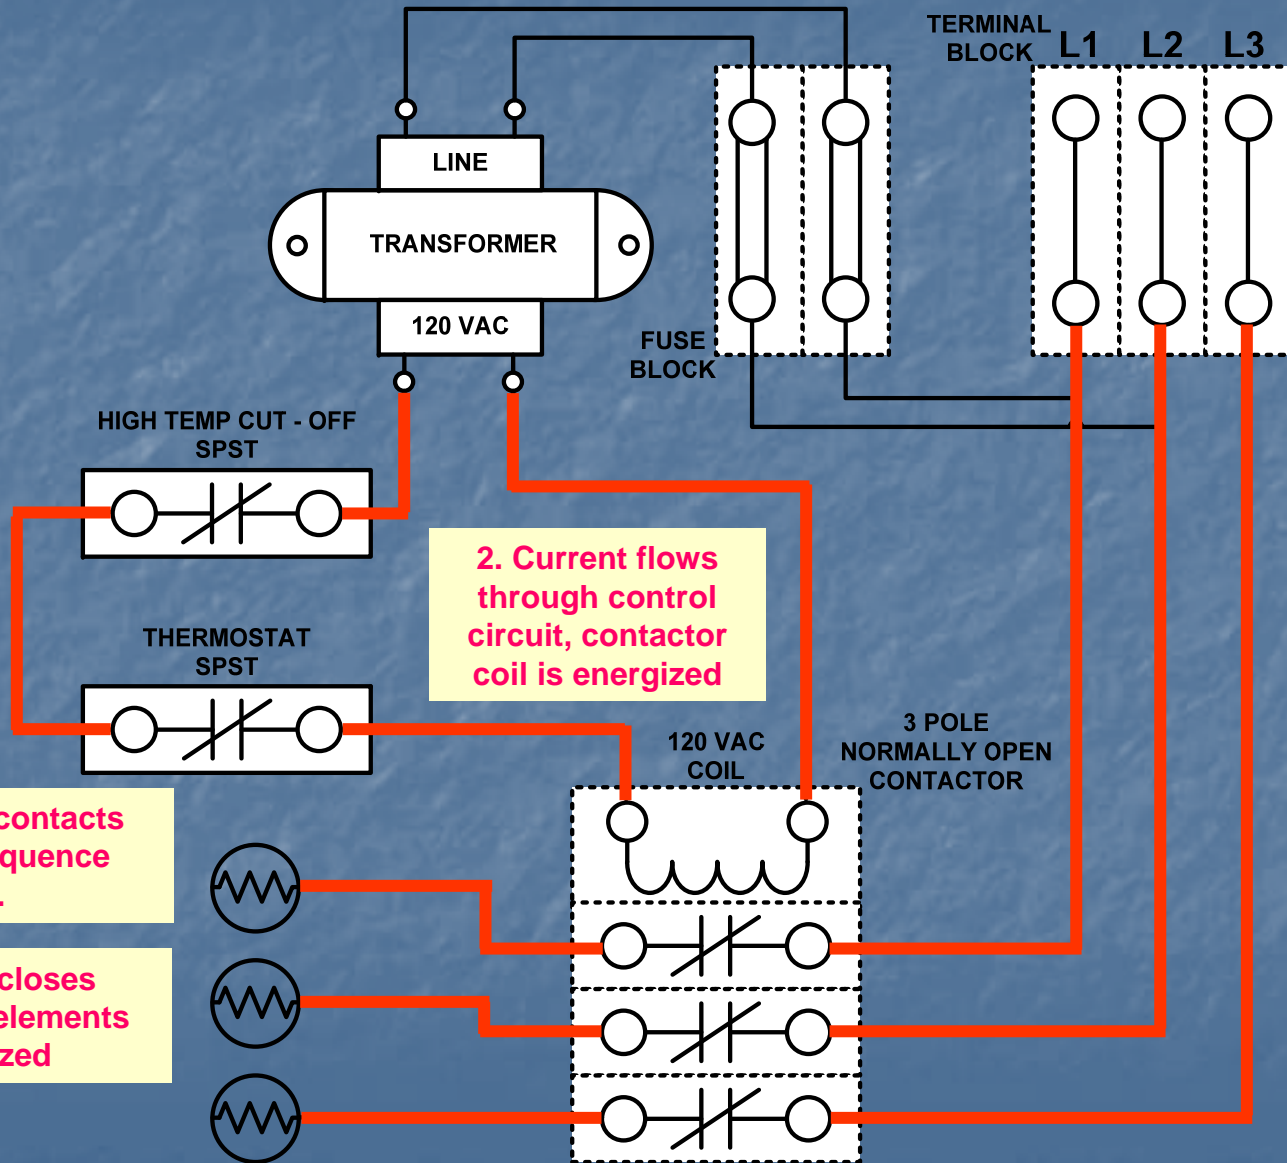 TERMINAL
BLOCK
L1 L2 L3
LINE
TRANSFORMER
120 VAC
FUSE
BLOCK
HIGH TEMP CUT - OFF
SPST
2. Current flows
through control
circuit, contactor
coil is energized
THERMOSTAT
SPST
120 VAC
COIL
3 POLE
NORMALLY OPEN
CONTACTOR
contacts
quence
.
closes
elements
zed